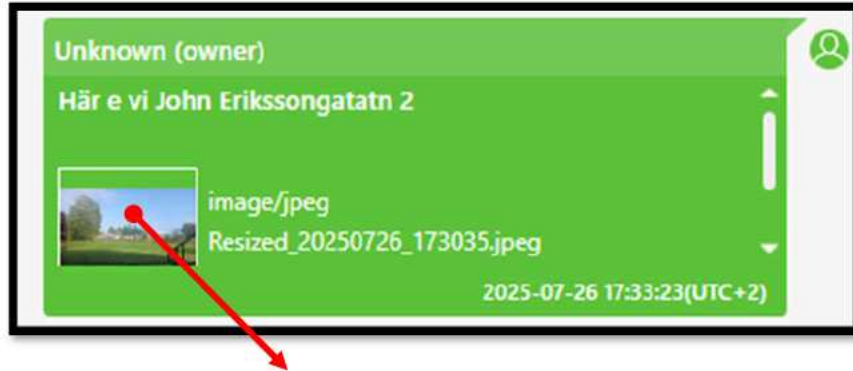 Unknown (owner)
Här e vi John Erikssongatatn 2
image/jpeg
Resized_20250726_173035.jpeg
2025-07-26 17:33:23(UTC+2)